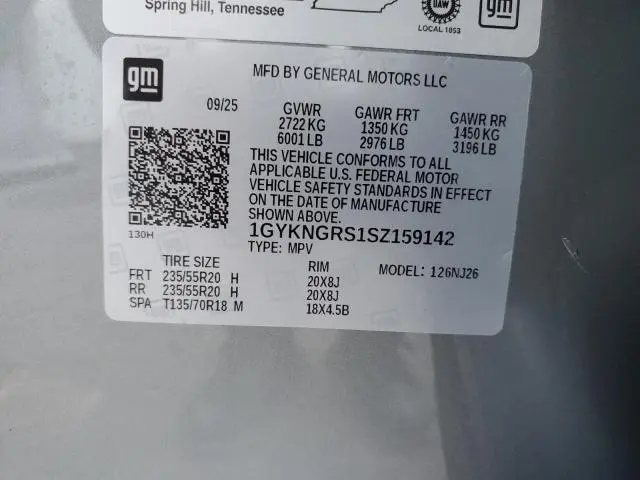 Spring Hill, Tennessee
UAW
LOCAL 1853
gm
gm
MFD BY GENERAL MOTORS LLC
09/25 GVWR GAWR FRT GAWR RR
2722 KG 1350 KG 1450 KG
6001 LB 2976 LB 3196 LB
THIS VEHICLE CONFORMS TO ALL
APPLICABLE U.S. FEDERAL MOTOR
VEHICLE SAFETY STANDARDS IN EFFECT
ON THE DATE OF MANUFACTURE
SHOWN ABOVE.
130H
1GYKNGRS1SZ159142
TYPE: MPV
TIRE SIZE RIM MODEL: 126NJ26
FRT 235/55R20 H 20X8J
RR 235/55R20 H 20X8J
SPA T135/70R18 M 18X4.5B